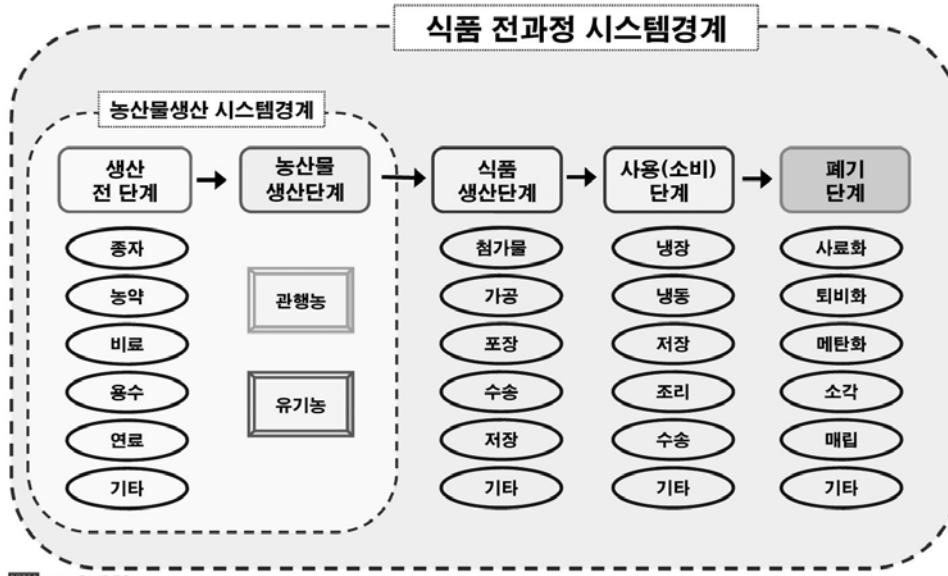 식품 전과정 시스템경계
농산물생산 시스템경계
생산
전 단계
농산물
생산단계
식품
생산단계
사용(소비)
단계
폐기
단계
종자
농약
비료
용수
연료
기타
관행농
유기농
첨가물
가공
포장
수송
저장
기타
냉장
냉동
저장
조리
수송
기타
사료화
퇴비화
메탄화
소각
매립
기타